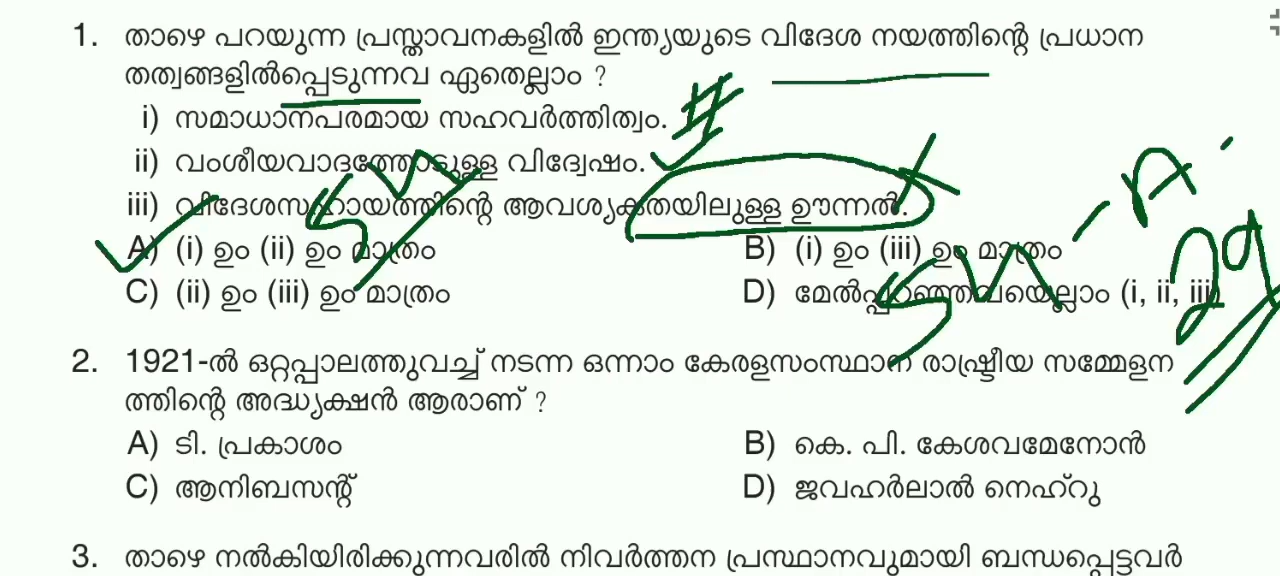 1. താഴെ പറയുന്ന പ്രസ്താവനകളിൽ ഇന്ത്യയുടെ വിദേശ നയത്തിന്റെ പ്രധാന
തത്വങ്ങളിൽപ്പെടുന്നവ ഏതെല്ലാം ?
i) സമാധാനപരമായ സഹവർത്തിത്വം.
ii) വംശീയവാദത്തോടുള്ള വിദ്വേഷം.
iii) വിദേശസഹായത്തിന്റെ ആവശ്യകതയിലുള്ള ഊന്നൽ.
A) (i) ഉം (ii) ഉം മാത്രം B) (i) ഉം (iii) ഉം മാത്രം
C) (ii) ഉം (iii) ഉം മാത്രം D) മേൽപ്പറഞ്ഞവയെല്ലാം (i, ii, iii)
2. 1921-ൽ ഒറ്റപ്പാലത്തുവച്ച് നടന്ന ഒന്നാം കേരളസംസ്ഥാന രാഷ്ട്രീയ സമ്മേളന
ത്തിന്റെ അദ്ധ്യക്ഷൻ ആരാണ് ?
A) ടി. പ്രകാശം B) കെ. പി. കേശവമേനോൻ
C) ആനിബസന്റ് D) ജവഹർലാൽ നെഹ്റു
3. താഴെ നൽകിയിരിക്കുന്നവരിൽ നിവർത്തന പ്രസ്ഥാനവുമായി ബന്ധപ്പെട്ടവർ